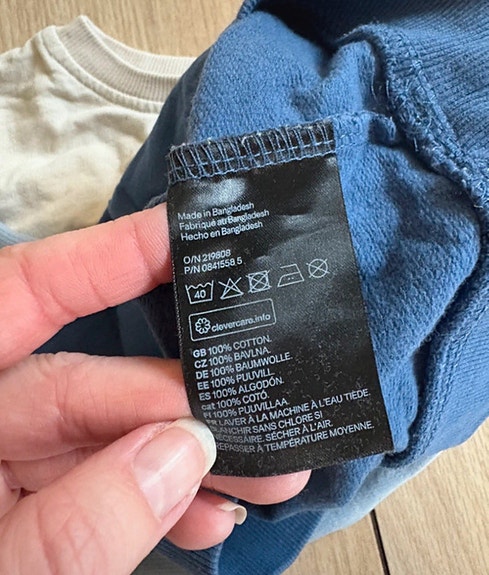 Made in Bangladesh
Fabriqué au Bangladesh
Hecho en Bangladesh
O/N 219808
P/N 0841558.5
40
clevercare.info
GB 100% COTTON.
CZ 100% BAVLNA.
DE 100% BAUMWOLLE.
EE 100% PUUVILL.
ES 100% ALGODÓN.
cat 100% COTÓ.
FI 100% PUUVILLAA.
FR LAVER À LA MACHINE À L'EAU TIÈDE.
BLANCHIR SANS CHLORE SI
NÉCESSAIRE. SÉCHER À L'AIR.
REPASSER À TEMPÉRATURE MOYENNE.